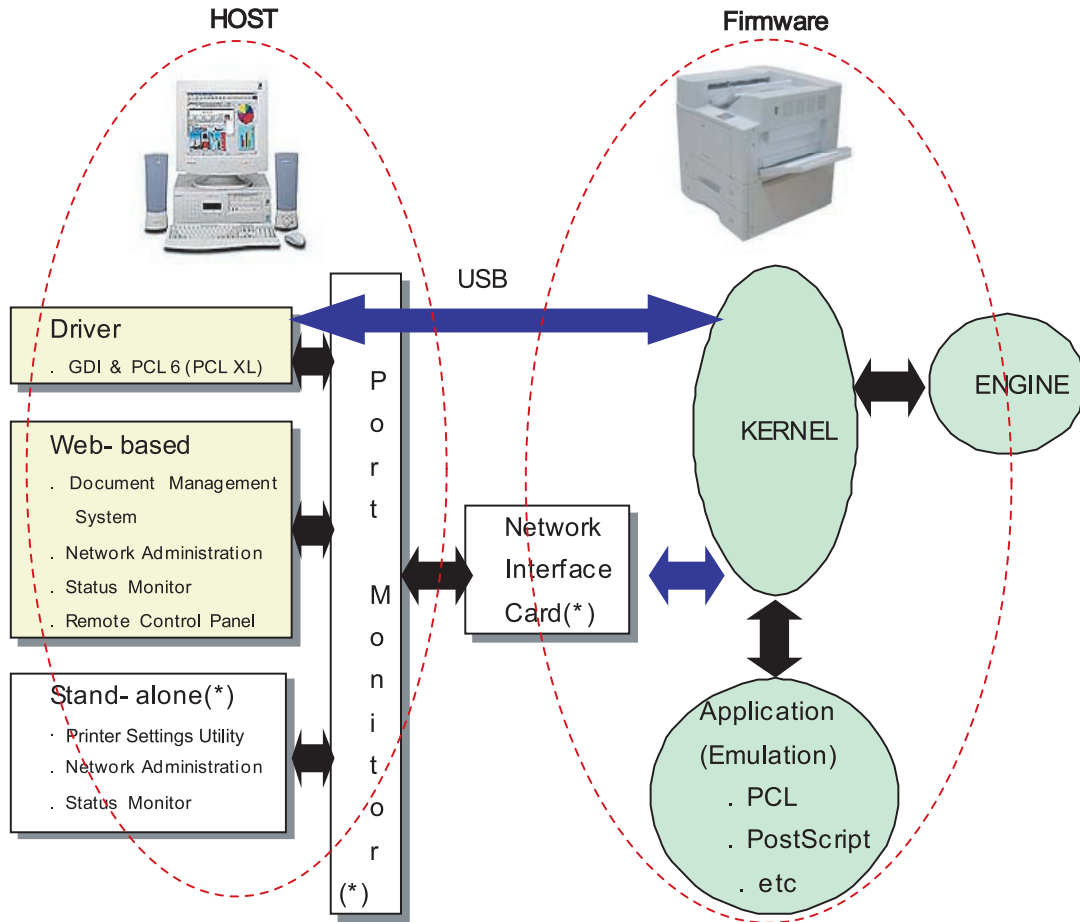 HOST
Firmware
USB
Driver
. GDI & PCL 6 (PCL XL)
Web- based
. Document Management
System
. Network Administration
. Status Monitor
. Remote Control Panel
Stand- alone(*)
. Printer Settings Utility
. Network Administration
. Status Monitor
Port Monitor
(*)
Network
Interface
Card(*)
KERNEL
ENGINE
Application
(Emulation)
. PCL
. PostScript
. etc